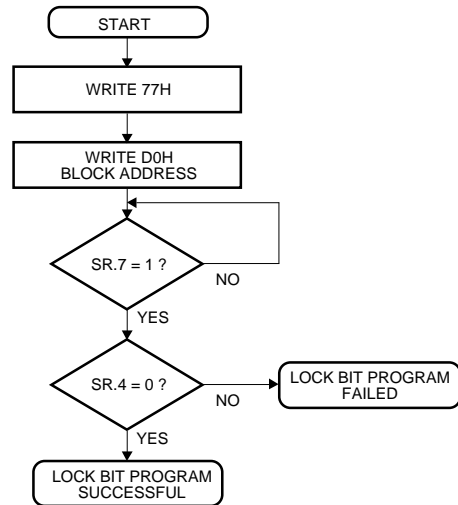 START
WRITE 77H
WRITE D0H
BLOCK ADDRESS
SR.7 = 1 ?
NO
YES
SR.4 = 0 ?
NO
LOCK BIT PROGRAM
FAILED
YES
LOCK BIT PROGRAM
SUCCESSFUL